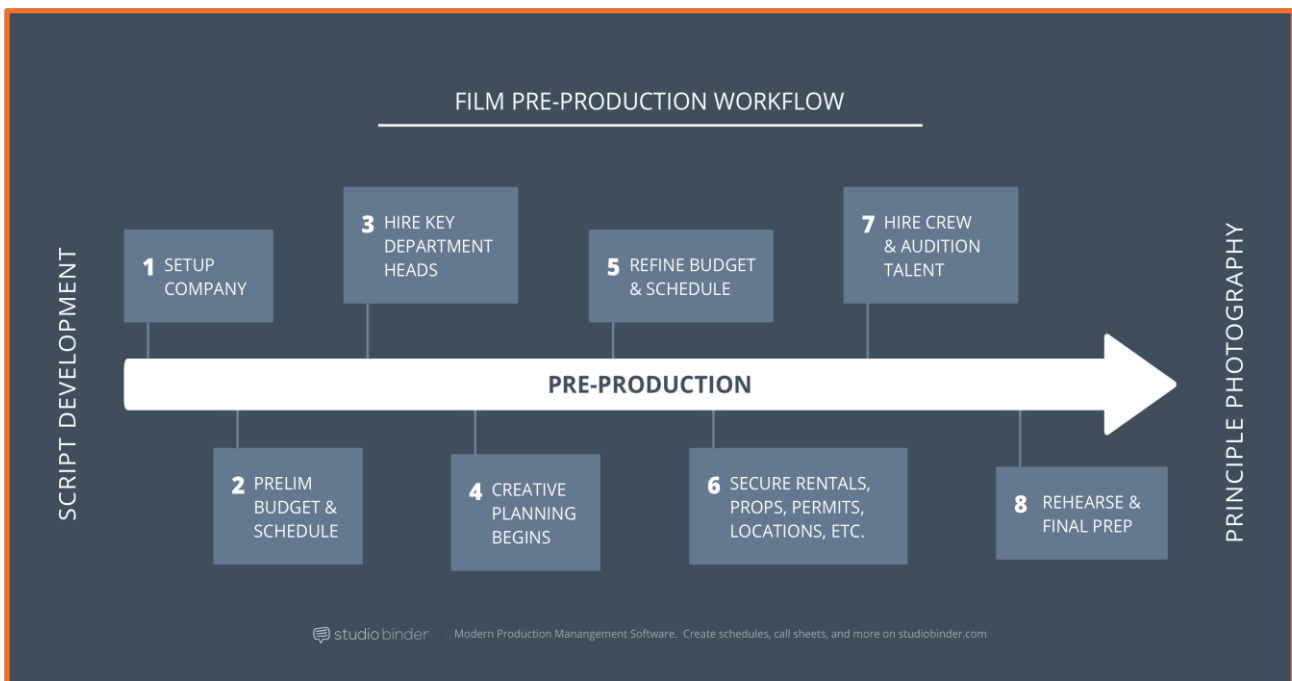 FILM PRE-PRODUCTION WORKFLOW
SCRIPT DEVELOPMENT
1 SETUP
COMPANY
2 PRELIM
BUDGET &
SCHEDULE
3 HIRE KEY
DEPARTMENT
HEADS
4 CREATIVE
PLANNING
BEGINS
5 REFINE BUDGET
& SCHEDULE
6 SECURE RENTALS,
PROPS, PERMITS,
LOCATIONS, ETC.
7 HIRE CREW
& AUDITION
TALENT
8 REHEARSE &
FINAL PREP
PRE-PRODUCTION
PRINCIPLE PHOTOGRAPHY
studiobinder · Modern Production Manangement Software. Create schedules, call sheets, and more on studiobinder.com